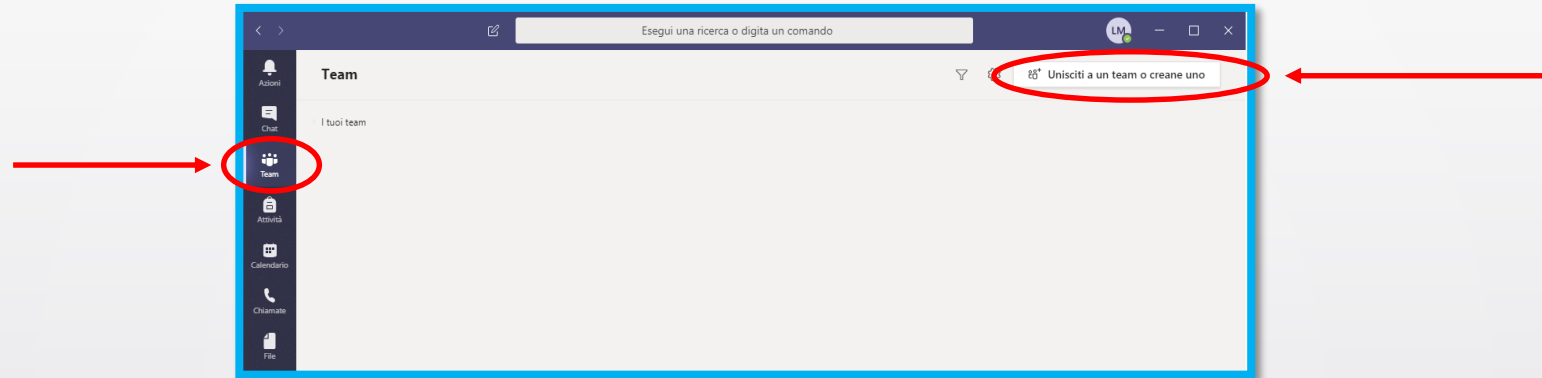 Esegui una ricerca o digita un comando
LM
Azioni
Team
Unisciti a un team o creane uno
Chat
I tuoi team
Team
Attività
Calendario
Chiamate
File